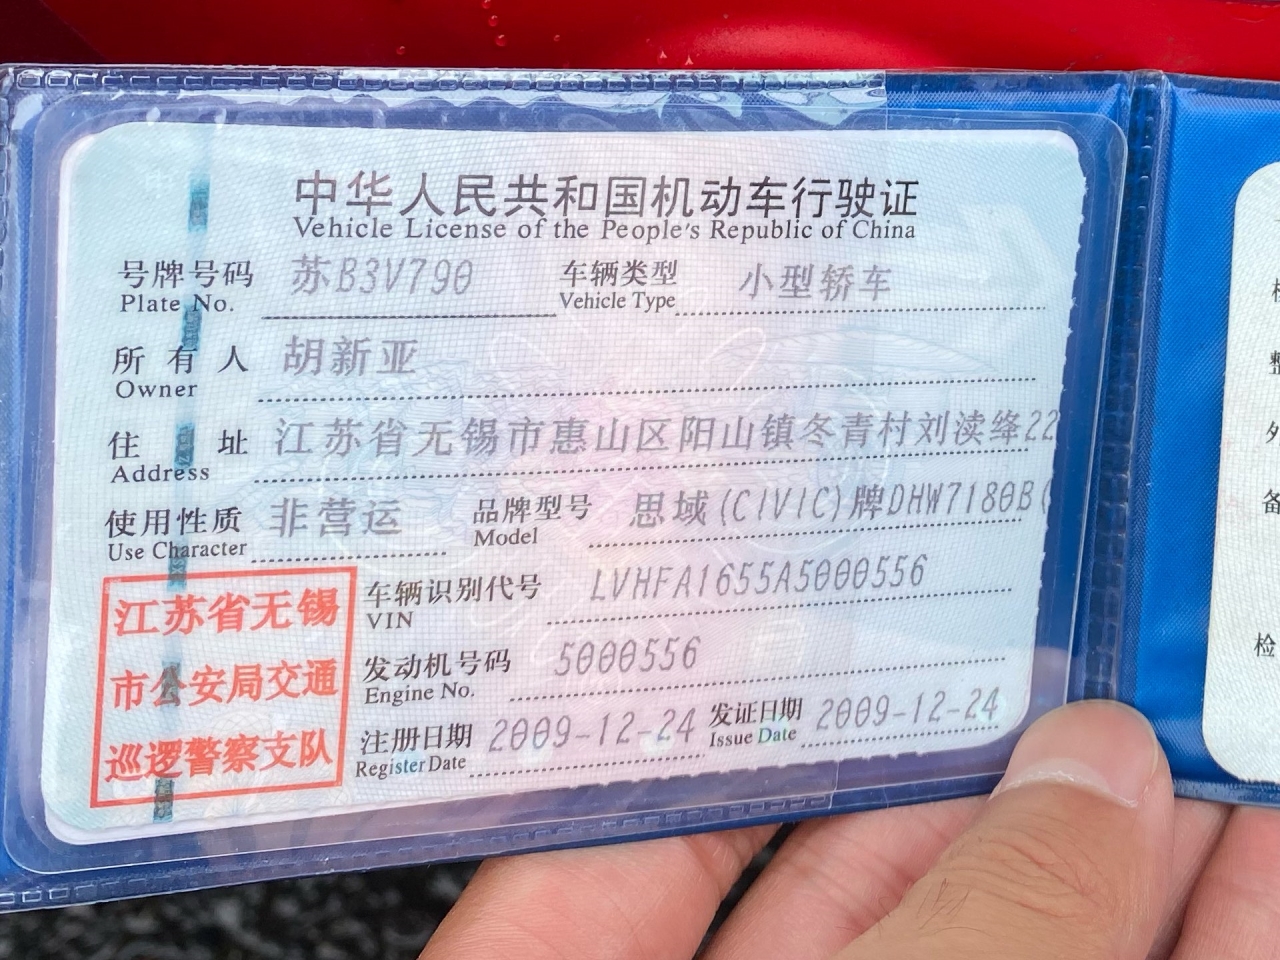 中华人民共和国机动车行驶证
Vehicle License of the People's Republic of China
号牌号码 苏B3V790 车辆类型 小型轿车
Plate No. Vehicle Type
所有人 胡新亚
Owner
住址 江苏省无锡市惠山区阳山镇冬青村刘渎绛22
Address
使用性质 非营运 品牌型号 思域(CIVIC)牌DHW7180B(
Use Character Model
江苏省无锡
市公安局交通
巡逻警察支队
车辆识别代号 LVHFA1655A5000556
VIN
发动机号码 5000556
Engine No.
注册日期 2009-12-24 发证日期 2009-12-24
Register Date Issue Date
整
外
备
检